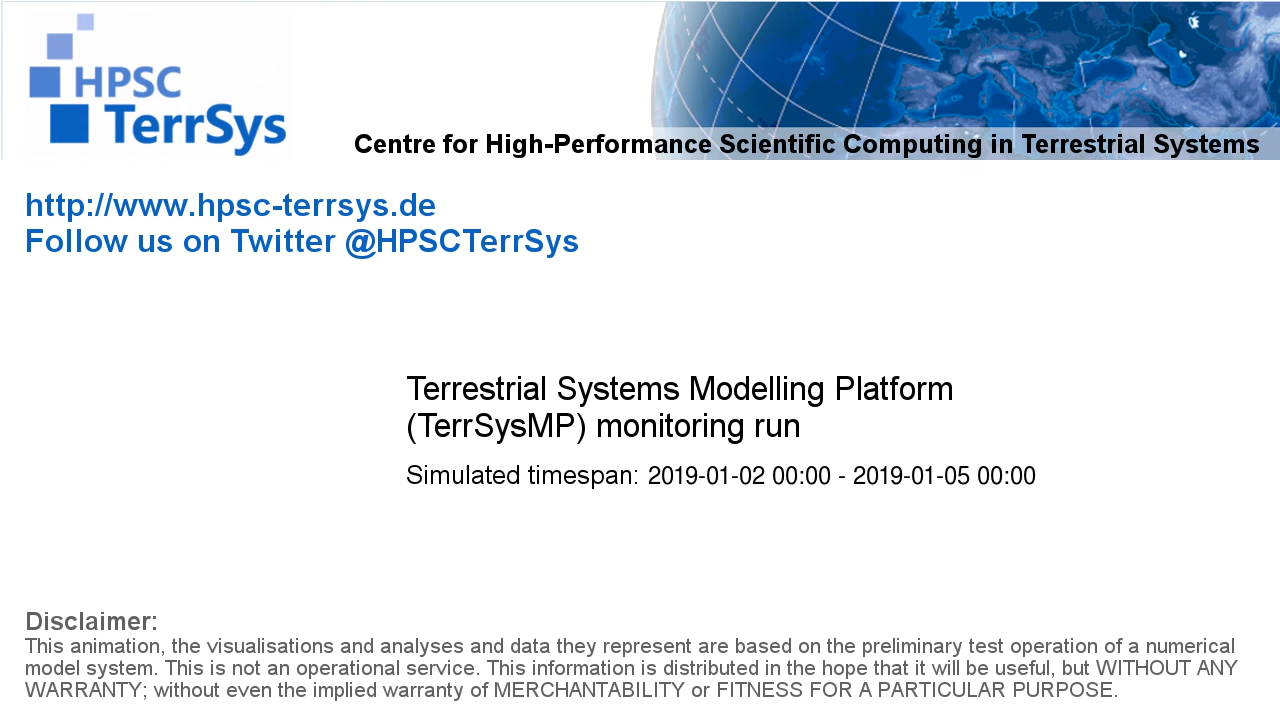 HPSC
TerrSys
Centre for High-Performance Scientific Computing in Terrestrial Systems
http://www.hpsc-terrsys.de
Follow us on Twitter @HPSCTerrSys
Terrestrial Systems Modelling Platform
(TerrSysMP) monitoring run
Simulated timespan: 2019-01-02 00:00 - 2019-01-05 00:00
Disclaimer:
This animation, the visualisations and analyses and data they represent are based on the preliminary test operation of a numerical
model system. This is not an operational service. This information is distributed in the hope that it will be useful, but WITHOUT ANY
WARRANTY; without even the implied warranty of MERCHANTABILITY or FITNESS FOR A PARTICULAR PURPOSE.